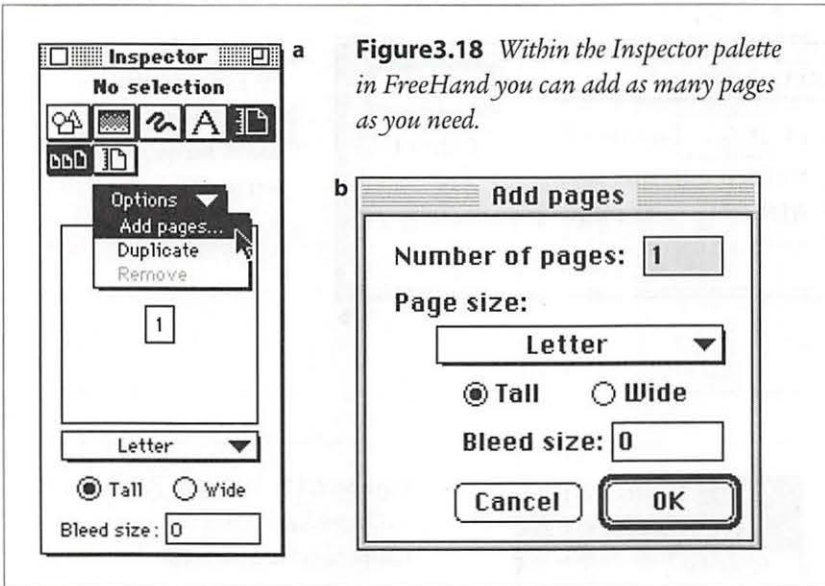 Inspector
a
No selection
A
Options
Add pages...
Duplicate
Remove
1
Letter
Tall
Wide
Bleed size: 0
Figure3.18 Within the Inspector palette
in FreeHand you can add as many pages
as you need.
b
Add pages
Number of pages: 1
Page size:
Letter
Tall
Wide
Bleed size: 0
Cancel
OK